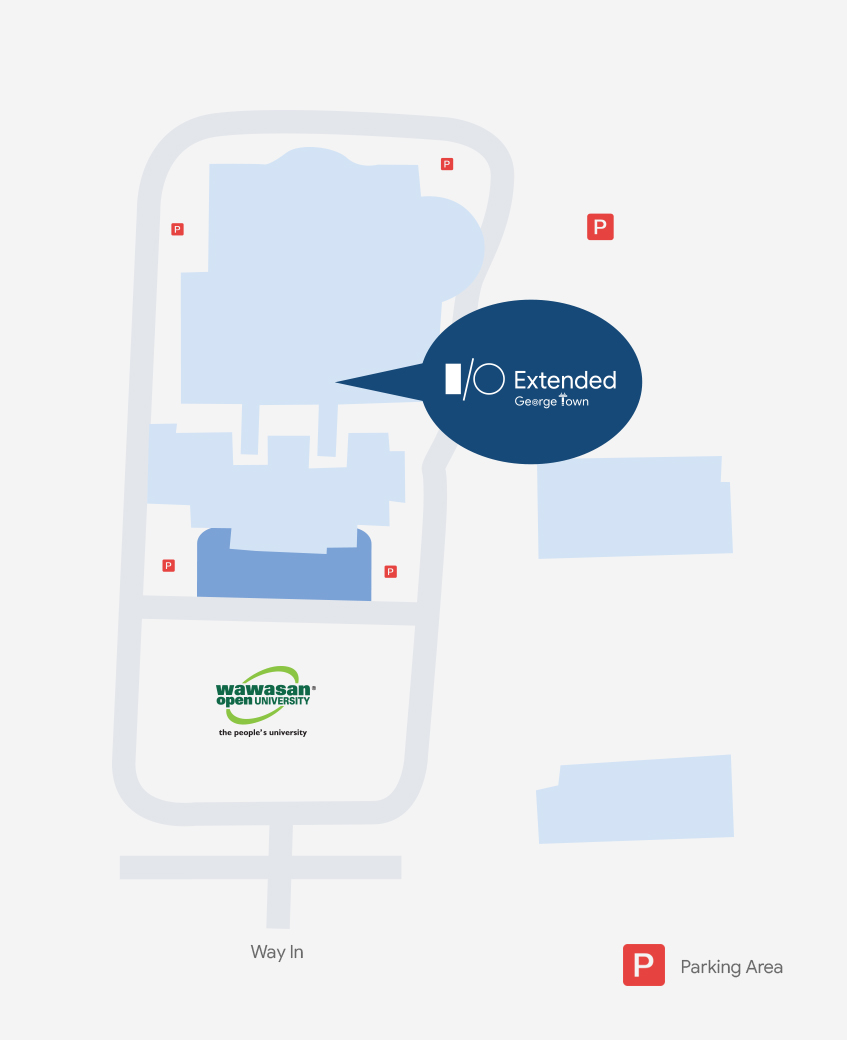 P
P
P
I/O Extended
George Town
P
P
wawasan®
open UNIVERSITY
the people's university
Way In
P Parking Area